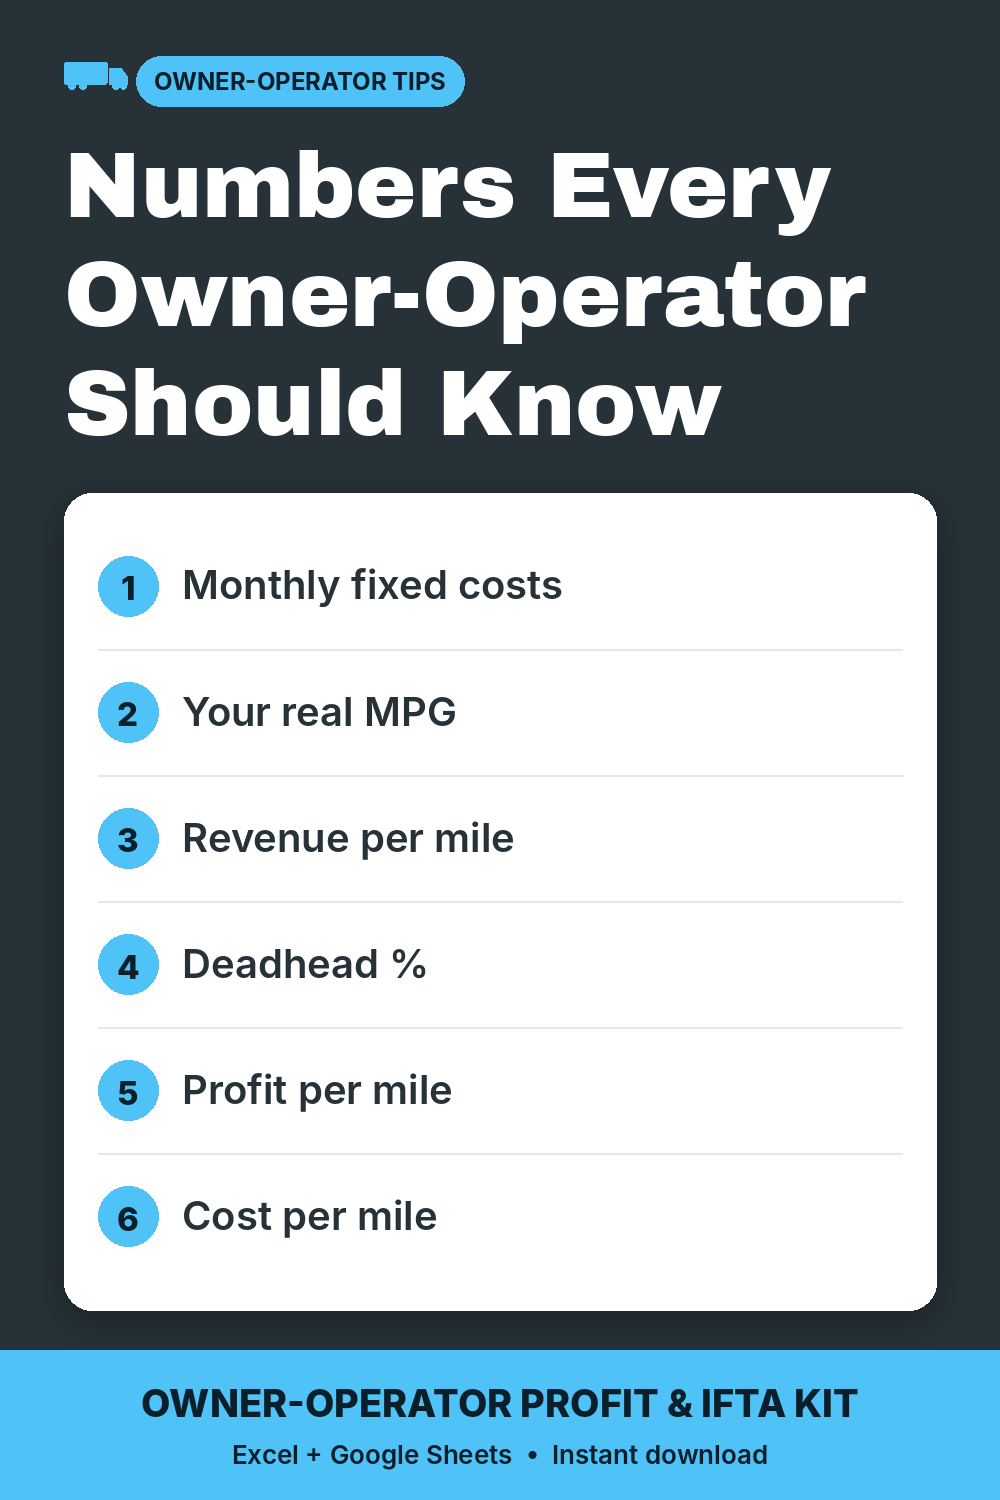 OWNER-OPERATOR TIPS
Numbers Every
Owner-Operator
Should Know
1 Monthly fixed costs
2 Your real MPG
3 Revenue per mile
4 Deadhead %
5 Profit per mile
6 Cost per mile
OWNER-OPERATOR PROFIT & IFTA KIT
Excel + Google Sheets • Instant download